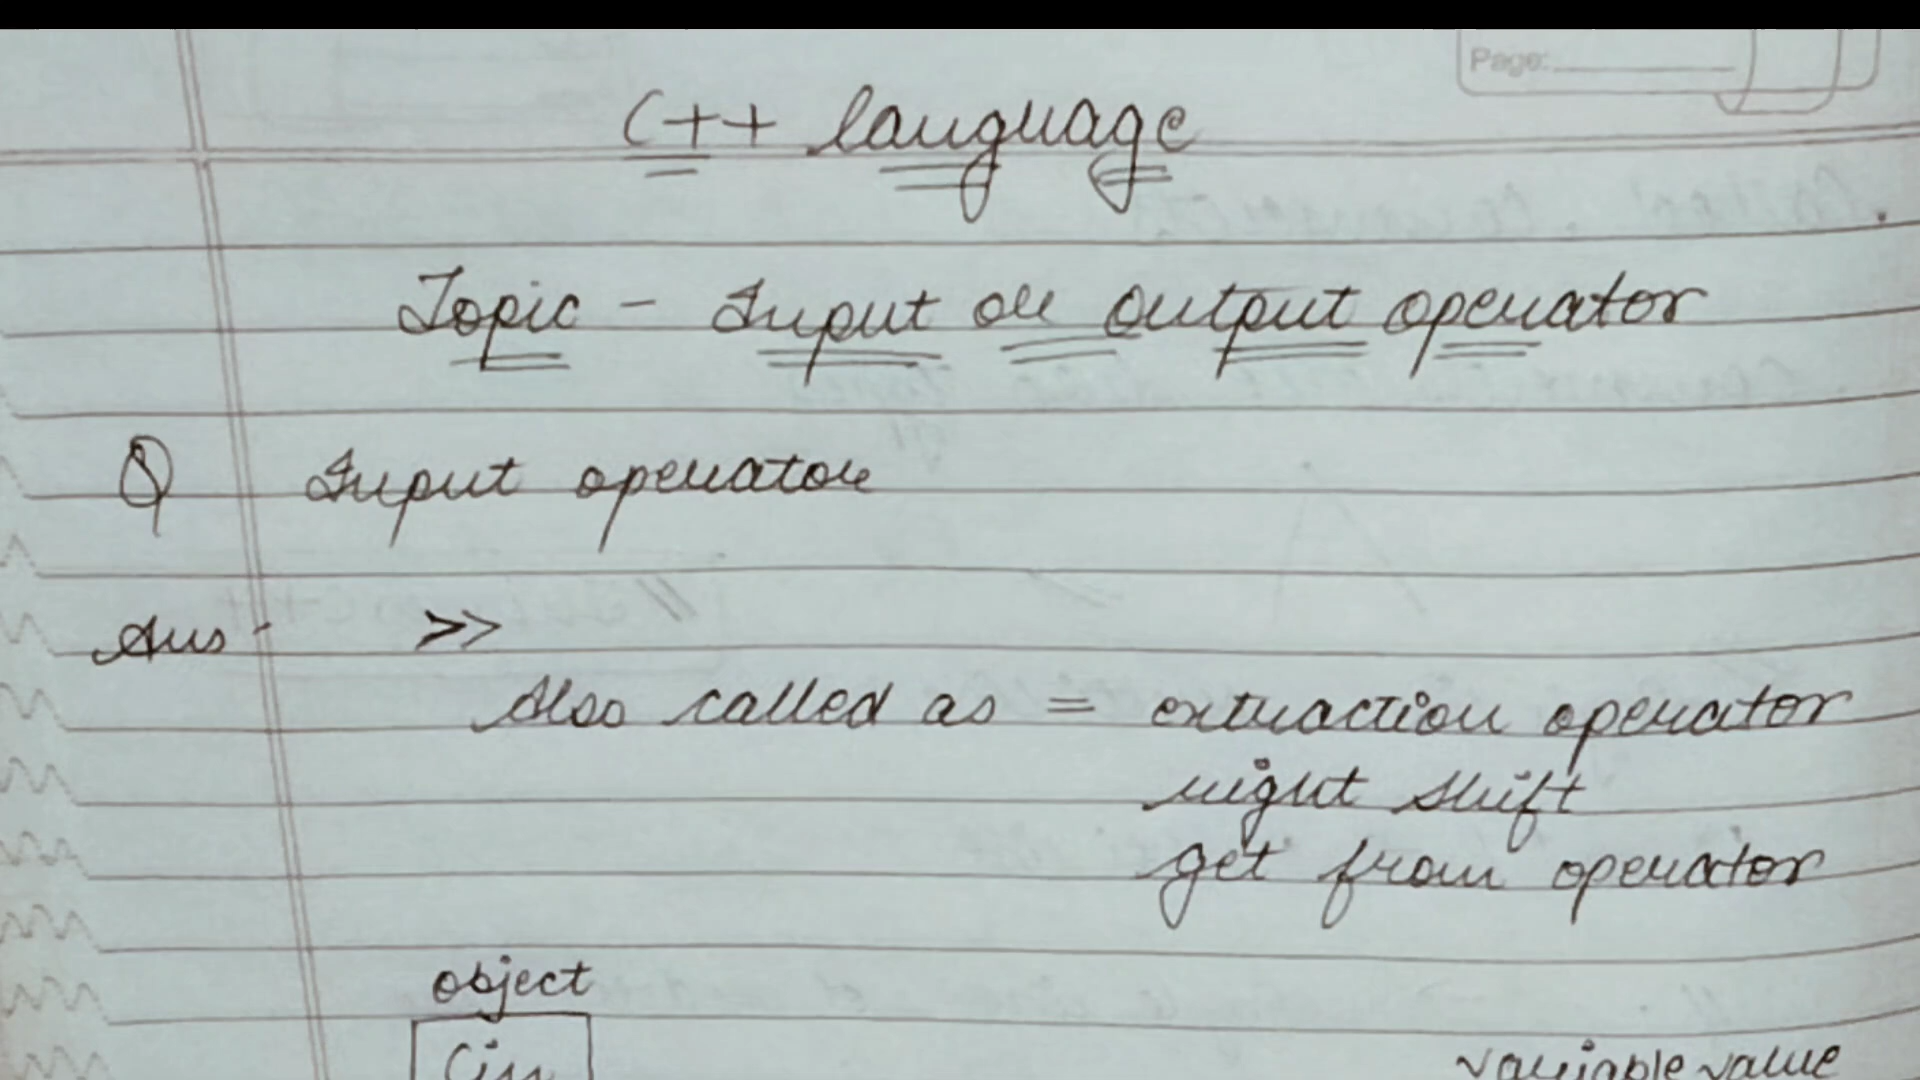 Page:
C++ language
Topic - Input or output operator
Q Input operator
Ans - >>
Also called as = extraction operator
right shift
get from operator
object
Cin
variable value